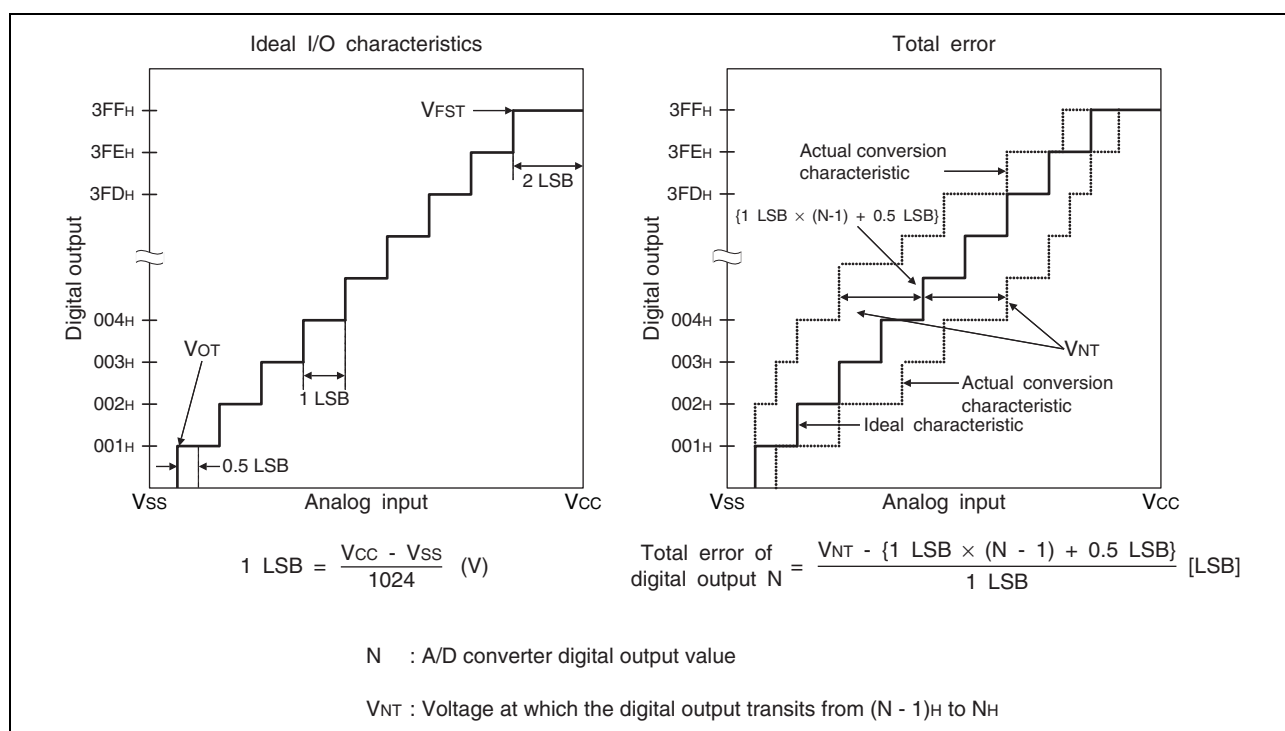 Ideal I/O characteristics
3FFH
3FEH
3FDH
004H
003H
002H
001H
Digital output
VFST
2 LSB
VOT
1 LSB
0.5 LSB
VSS
Analog input
VCC
1 LSB = VCC - VSS / 1024 (V)
Total error
3FFH
3FEH
3FDH
004H
003H
002H
001H
Digital output
Actual conversion
characteristic
{1 LSB × (N-1) + 0.5 LSB}
VNT
Actual conversion
characteristic
Ideal characteristic
VSS
Analog input
VCC
Total error of
digital output N = VNT - {1 LSB × (N - 1) + 0.5 LSB} / 1 LSB [LSB]
N : A/D converter digital output value
VNT : Voltage at which the digital output transits from (N - 1)H to NH